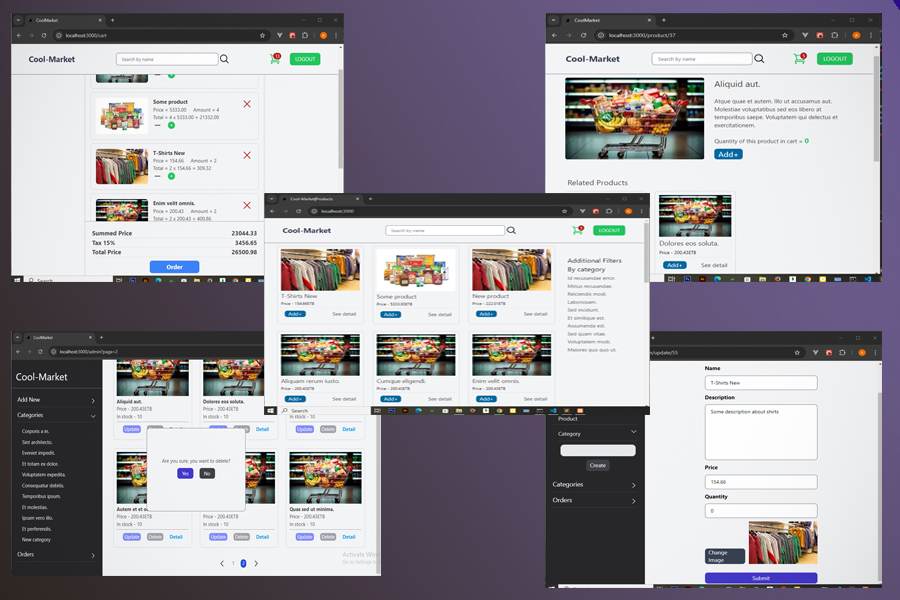 CoolMarket
localhost:3000/cart
Cool-Market
Search by name
LOGOUT
Some product
Price = 5333.00 Amount = 4
Total = 4 x 5333.00 = 21332.00
T-Shirts New
Price = 154.66 Amount = 2
Total = 2 x 154.66 = 309.32
Enim velit omnis.
Price = 200.43 Amount = 2
Total = 2 x 200.43 = 400.86
Summed Price 23044.33
Tax 15% 3456.65
Total Price 26500.98
Order
Search
CoolMarket
localhost:3000/product/37
Cool-Market
Search by name
LOGOUT
Aliquid aut.
Atque quae et autem. Illo ut accusamus aut.
Molestiae voluptatibus sed eos libero at
temporibus saepe. Voluptatem qui delectus et
exercitationem.
Quantity of this product in cart = 0
Add+
Related Products
Dolores eos soluta.
Price - 200.43ETB
Add+ See detail
Cool-Market|Products
localhost:3000
Cool-Market
Search by name
LOGOUT
T-Shirts New
Price - 154.66ETB
Add+ See detail
Some product
Price - 5333.00ETB
Add+ See detail
New product
Price - 222.01ETB
Add+ See detail
Aliquam rerum iusto.
Price - 200.43ETB
Add+ See detail
Cumque eligendi.
Price - 200.43ETB
Add+ See detail
Enim velit omnis.
Price - 200.43ETB
Add+ See detail
Additional Filters
By category
Id recusandae error.
Minus recusandae.
Reiciendis modi.
Laboriosam.
Sed incidunt.
Et similique est.
Assumenda est.
Sed quam vitae.
Voluptatem modi.
Maiores quo quo ut.
Search
CoolMarket
localhost:3000/admin?page=2
Cool-Market
Add New
Categories
Corporis a in.
Sint architecto.
Eveniet impedit.
Et totam ex dolor.
Voluptatem expedita.
Consequatur debitis.
Temporibus ipsum.
Et molestias.
Ipsam vero illo.
Et perferendis.
New category
Orders
Aliquid aut.
Price - 200.43ETB
In stock - 10
Update Delete Detail
Dolores eos soluta.
Price - 200.43ETB
In stock - 10
Detail
In stock - 10
Update Delete Detail
Are you sure, you want to delete?
Yes No
Price - 200.43ETB
In stock - 10
Update Delete Detail
Price - 200.43ETB
In stock - 10
Update Delete Detail
Quas sed ut minima.
Price - 200.43ETB
In stock - 10
Update Delete Detail
1 2
/update/55
Product
Category
Create
Categories
Orders
Name
T-Shirts New
Description
Some description about shirts
Price
154.66
Quantity
0
Change
Image
Submit